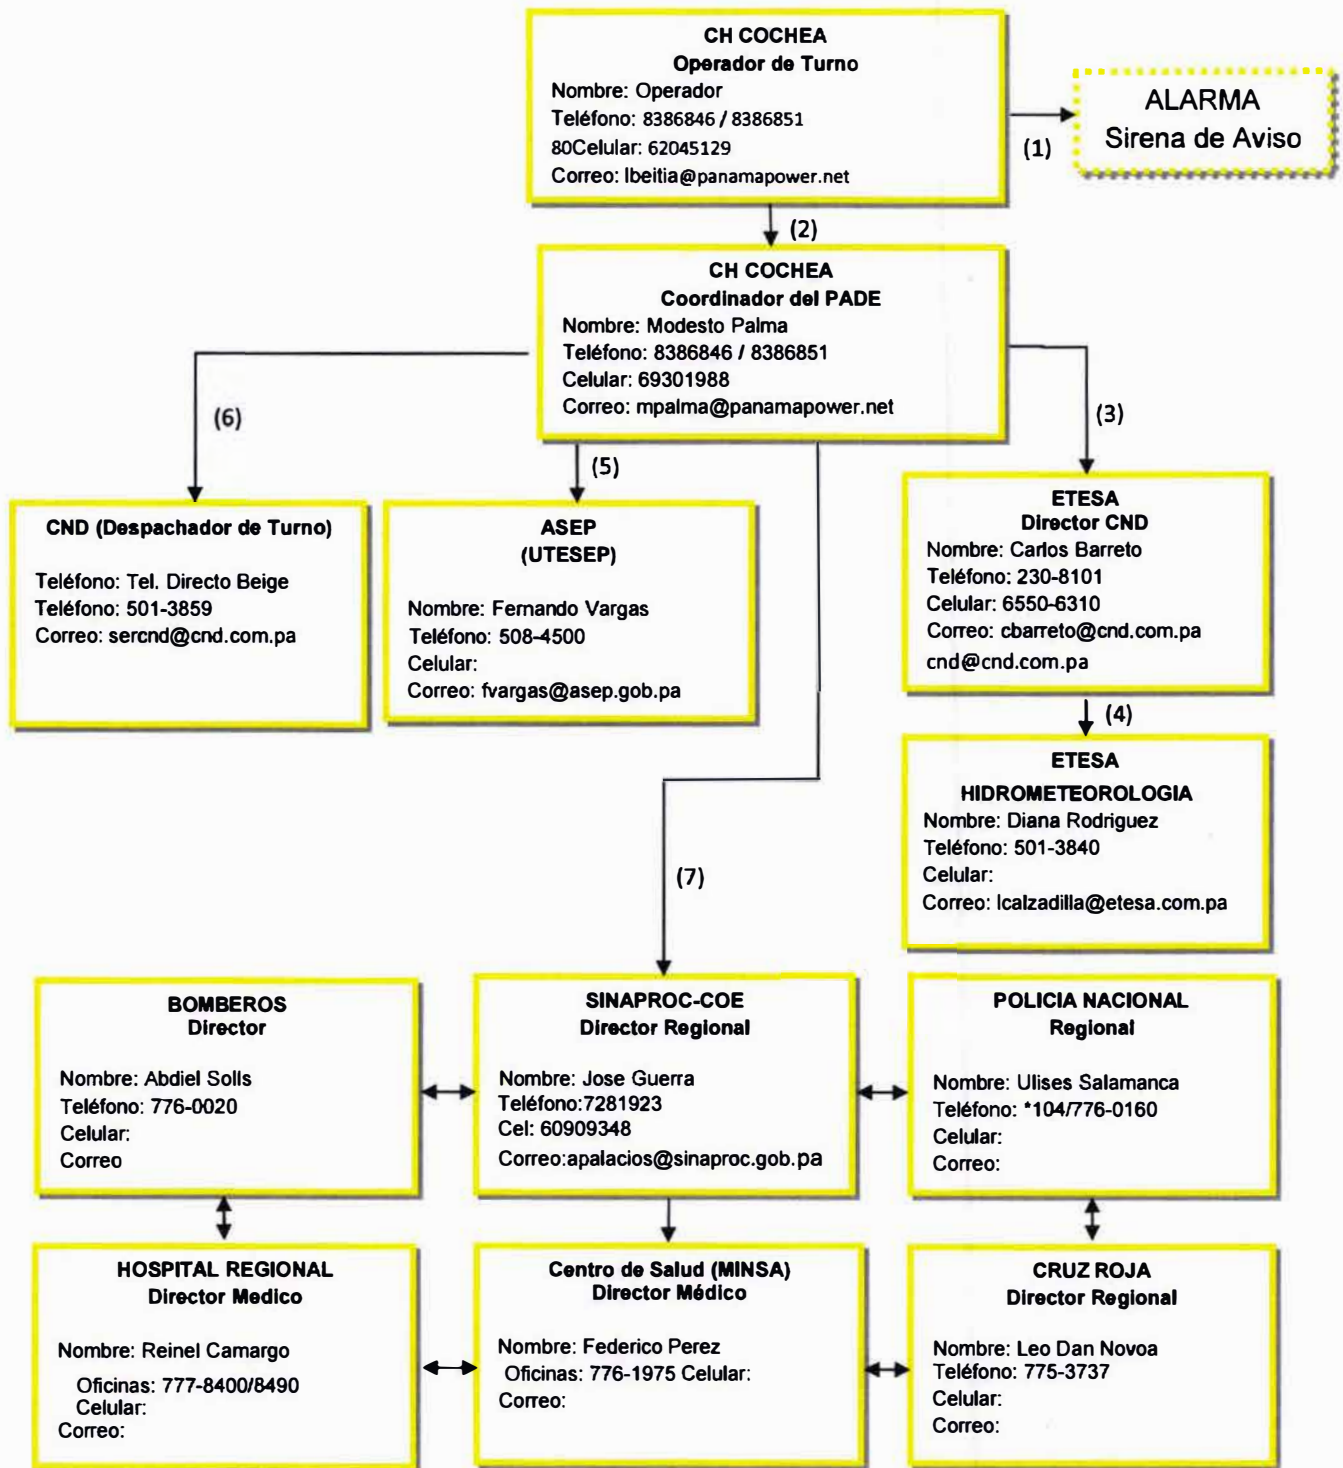 CH COCHEA
Operador de Turno
Nombre: Operador
Teléfono: 8386846 / 8386851
80Celular: 62045129
Correo: lbeitia@panamapower.net
(1)
ALARMA
Sirena de Aviso
(2)
CH COCHEA
Coordinador del PADE
Nombre: Modesto Palma
Teléfono: 8386846 / 8386851
Celular: 69301988
Correo: mpalma@panamapower.net
(6)
(5)
(3)
CND (Despachador de Turno)
Teléfono: Tel. Directo Beige
Teléfono: 501-3859
Correo: sercnd@cnd.com.pa
ASEP
(UTESEP)
Nombre: Fernando Vargas
Teléfono: 508-4500
Celular:
Correo: fvargas@asep.gob.pa
ETESA
Director CND
Nombre: Carlos Barreto
Teléfono: 230-8101
Celular: 6550-6310
Correo: cbarreto@cnd.com.pa
cnd@cnd.com.pa
(4)
ETESA
HIDROMETEOROLOGIA
Nombre: Diana Rodriguez
Teléfono: 501-3840
Celular:
Correo: lcalzadilla@etesa.com.pa
(7)
BOMBEROS
Director
Nombre: Abdiel Solls
Teléfono: 776-0020
Celular:
Correo
SINAPROC-COE
Director Regional
Nombre: Jose Guerra
Teléfono:7281923
Cel: 60909348
Correo:apalacios@sinaproc.gob.pa
POLICIA NACIONAL
Regional
Nombre: Ulises Salamanca
Teléfono: *104/776-0160
Celular:
Correo:
HOSPITAL REGIONAL
Director Medico
Nombre: Reinel Camargo
Oficinas: 777-8400/8490
Celular:
Correo:
Centro de Salud (MINSA)
Director Médico
Nombre: Federico Perez
Oficinas: 776-1975 Celular:
Correo:
CRUZ ROJA
Director Regional
Nombre: Leo Dan Novoa
Teléfono: 775-3737
Celular:
Correo: